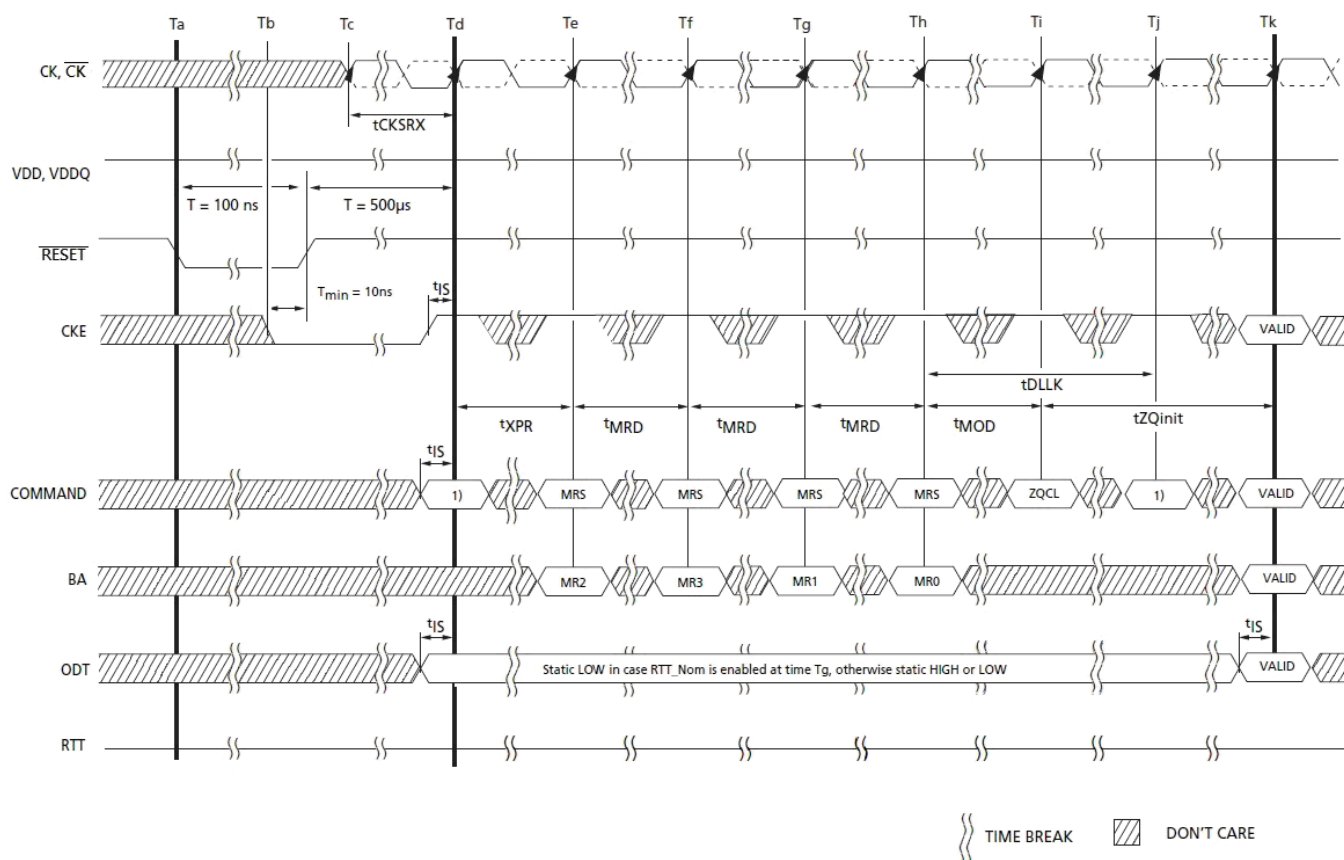 Ta Tb Tc Td Te Tf Tg Th Ti Tj Tk
CK, CK
tCKSRX
VDD, VDDQ
T = 100 ns T = 500µs
RESET
Tmin = 10ns
tIS
CKE VALID
tDLLK
tXPR tMRD tMRD tMRD tMOD tZQinit
tIS
COMMAND 1) MRS MRS MRS MRS ZQCL 1) VALID
BA MR2 MR3 MR1 MR0 VALID
tIS tIS
ODT Static LOW in case RTT_Nom is enabled at time Tg, otherwise static HIGH or LOW VALID
RTT
TIME BREAK DON'T CARE